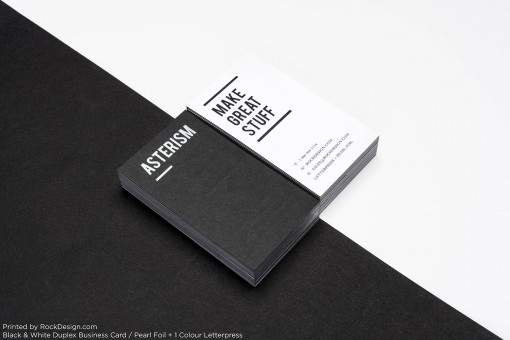 ASTERISM
MAKE
GREAT
STUFF
Printed by RockDesign.com
Black & White Duplex Business Card / Pearl Foil + 1 Colour Letterpress